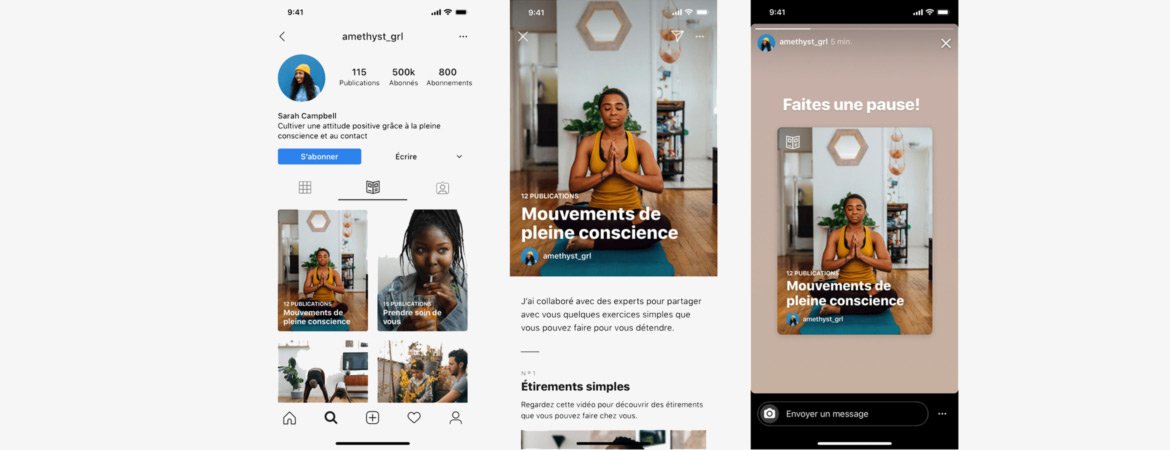 9:41
amethyst_grl
115 500k 800
Publications Abonnés Abonnements
Sarah Campbell
Cultiver une attitude positive grâce à la pleine
conscience et au contact
S'abonner Écrire
12 PUBLICATIONS
Mouvements de
pleine conscience
15 PUBLICATIONS
Prendre soin de
vous
9:41
12 PUBLICATIONS
Mouvements de
pleine conscience
amethyst_grl
J'ai collaboré avec des experts pour partager
avec vous quelques exercices simples que
vous pouvez faire pour vous détendre.
N º 1
Étirements simples
Regardez cette vidéo pour découvrir des étirements
que vous pouvez faire chez vous.
9:41
amethyst_grl 5 min.
Faites une pause!
12 PUBLICATIONS
Mouvements de
pleine conscience
amethyst_grl
Envoyer un message